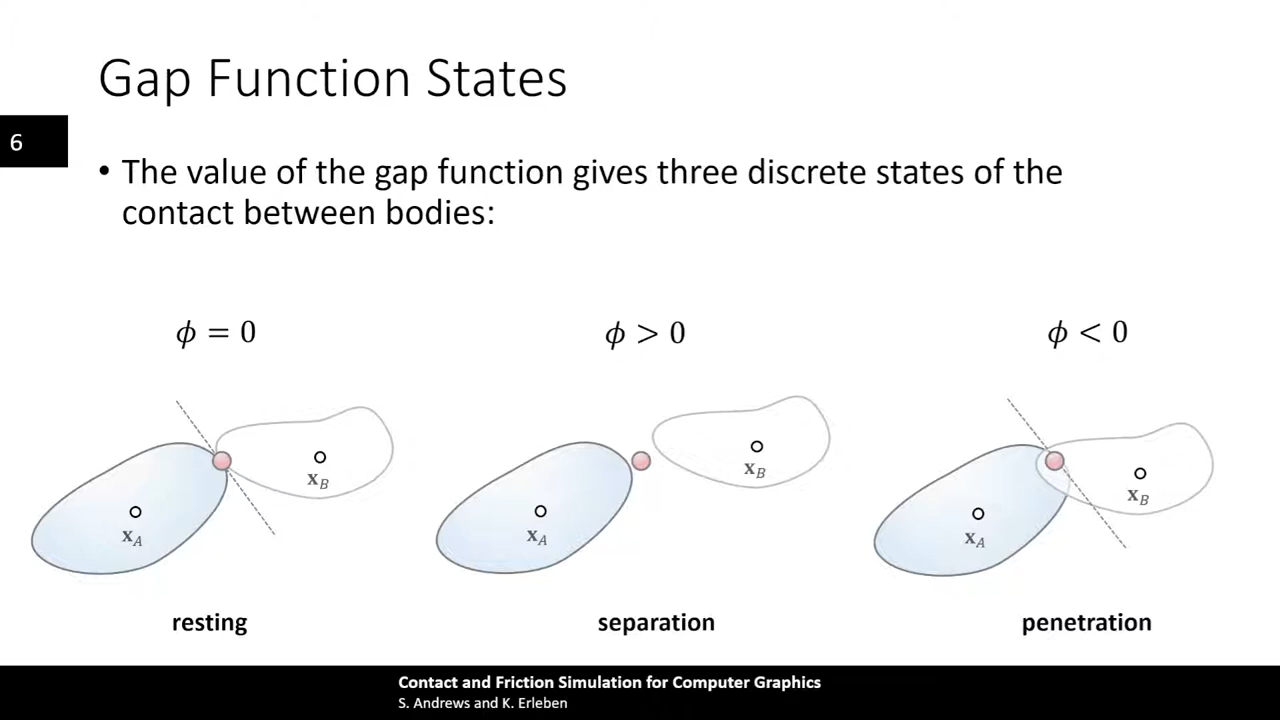 Gap Function States
6
• The value of the gap function gives three discrete states of the
contact between bodies:
ϕ = 0
ϕ > 0
ϕ < 0
x_B
x_A
x_B
x_A
x_B
x_A
resting
separation
penetration
Contact and Friction Simulation for Computer Graphics
S. Andrews and K. Erleben